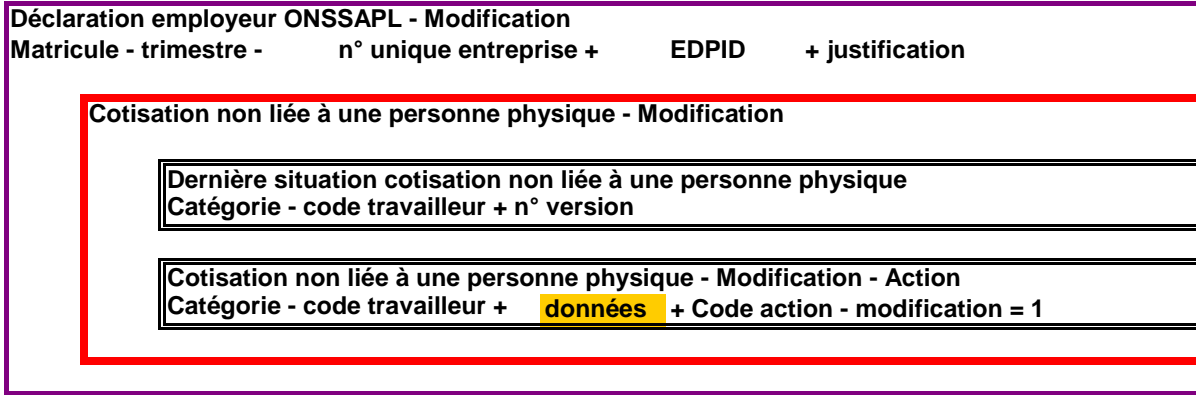 Déclaration employeur ONSSAPL - Modification
Matricule - trimestre - n° unique entreprise + EDPID + justification
Cotisation non liée à une personne physique - Modification
Dernière situation cotisation non liée à une personne physique
Catégorie - code travailleur + n° version
Cotisation non liée à une personne physique - Modification - Action
Catégorie - code travailleur + données + Code action - modification = 1